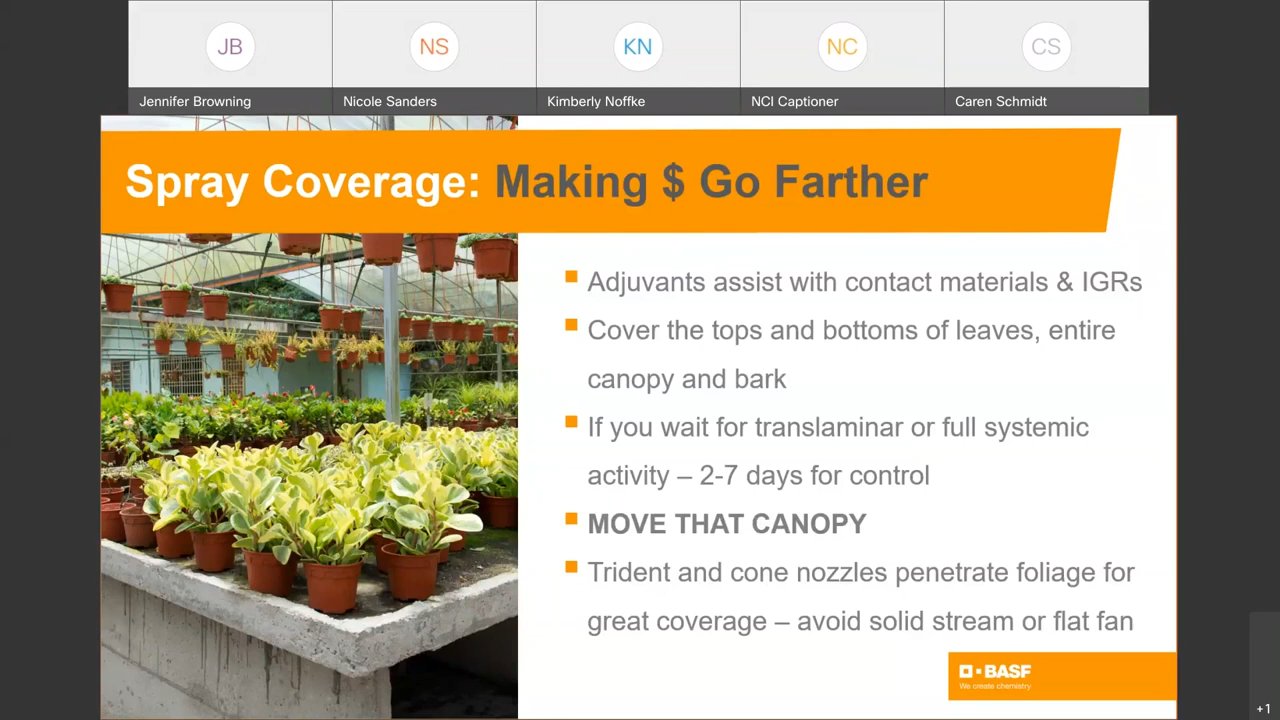 JB
NS
KN
NC
CS
Jennifer Browning
Nicole Sanders
Kimberly Noffke
NCI Captioner
Caren Schmidt
Spray Coverage: Making $ Go Farther
Adjuvants assist with contact materials & IGRs
Cover the tops and bottoms of leaves, entire
canopy and bark
If you wait for translaminar or full systemic
activity – 2-7 days for control
MOVE THAT CANOPY
Trident and cone nozzles penetrate foliage for
great coverage – avoid solid stream or flat fan
BASF
We create chemistry
+1